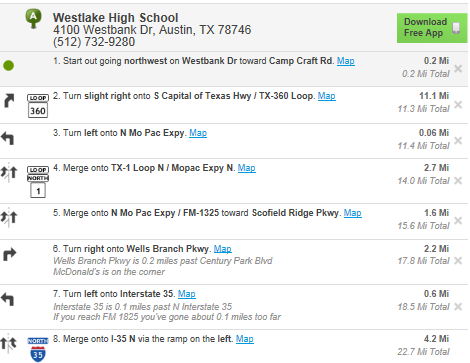 A
Westlake High School
4100 Westbank Dr, Austin, TX 78746
(512) 732-9280
Download
Free App
1. Start out going northwest on Westbank Dr toward Camp Craft Rd. Map
0.2 Mi
0.2 Mi Total
LOOP
360
2. Turn slight right onto S Capital of Texas Hwy / TX-360 Loop. Map
11.1 Mi
11.3 Mi Total
3. Turn left onto N Mo Pac Expy. Map
0.06 Mi
11.4 Mi Total
LOOP
NORTH
1
4. Merge onto TX-1 Loop N / Mopac Expy N. Map
2.7 Mi
14.0 Mi Total
5. Merge onto N Mo Pac Expy / FM-1325 toward Scofield Ridge Pkwy. Map
1.6 Mi
15.6 Mi Total
6. Turn right onto Wells Branch Pkwy. Map
Wells Branch Pkwy is 0.2 miles past Century Park Blvd
McDonald's is on the corner
2.2 Mi
17.8 Mi Total
7. Turn left onto Interstate 35. Map
Interstate 35 is 0.1 miles past N Interstate 35
If you reach FM 1825 you've gone about 0.1 miles too far
0.6 Mi
18.5 Mi Total
NORTH
35
8. Merge onto I-35 N via the ramp on the left. Map
4.2 Mi
22.7 Mi Total